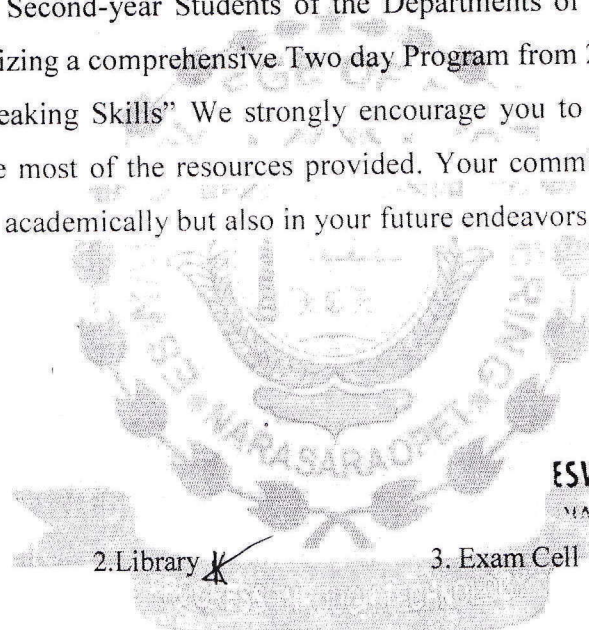 Second-year Students of the Departments of
izing a comprehensive Two day Program from 2
eaking Skills” We strongly encourage you to
e most of the resources provided. Your comm
academically but also in your future endeavors
NARASARAOPET
ES
2.Library
3. Exam Cell